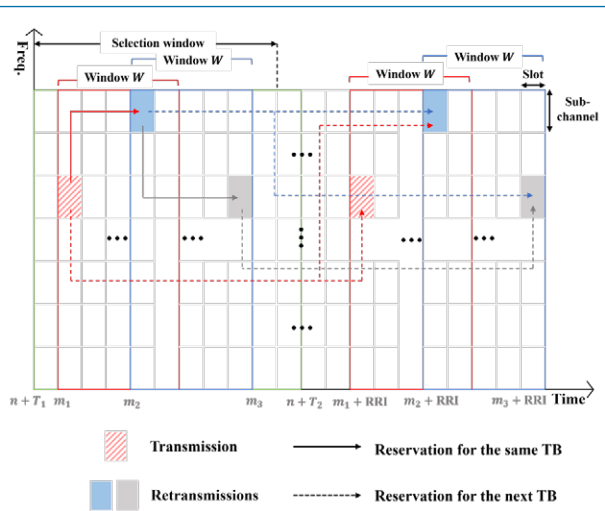 Selection window
Freq.
Window W
Window W
Window W
Window W
Slot
Sub-
channel
n + T₁
m₁
m₂
m₃
n + T₂
m₁ + RRI
m₂ + RRI
m₃ + RRI
Time
Transmission
Reservation for the same TB
Retransmissions
Reservation for the next TB